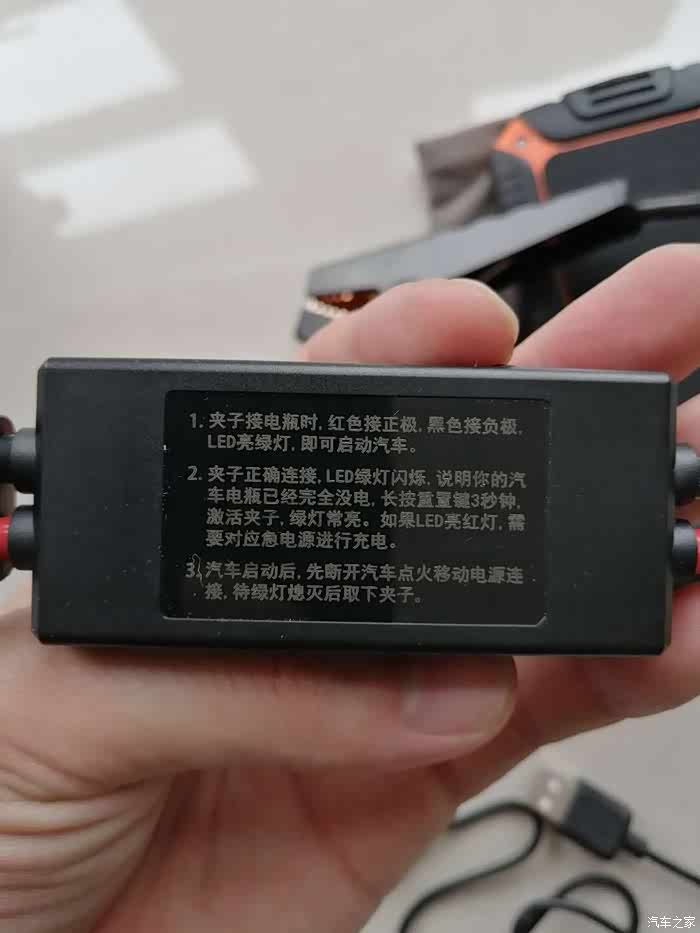 1. 夹子接电瓶时, 红色接正极, 黑色接负极,
LED亮绿灯, 即可启动汽车。
2. 夹子正确连接, LED绿灯闪烁, 说明你的汽
车电瓶已经完全没电, 长按重置键3秒钟,
激活夹子, 绿灯常亮。如果LED亮红灯, 需
要对应急电源进行充电。
3. 汽车启动后, 先断开汽车点火移动电源连
接, 待绿灯熄灭后取下夹子。
汽车之家